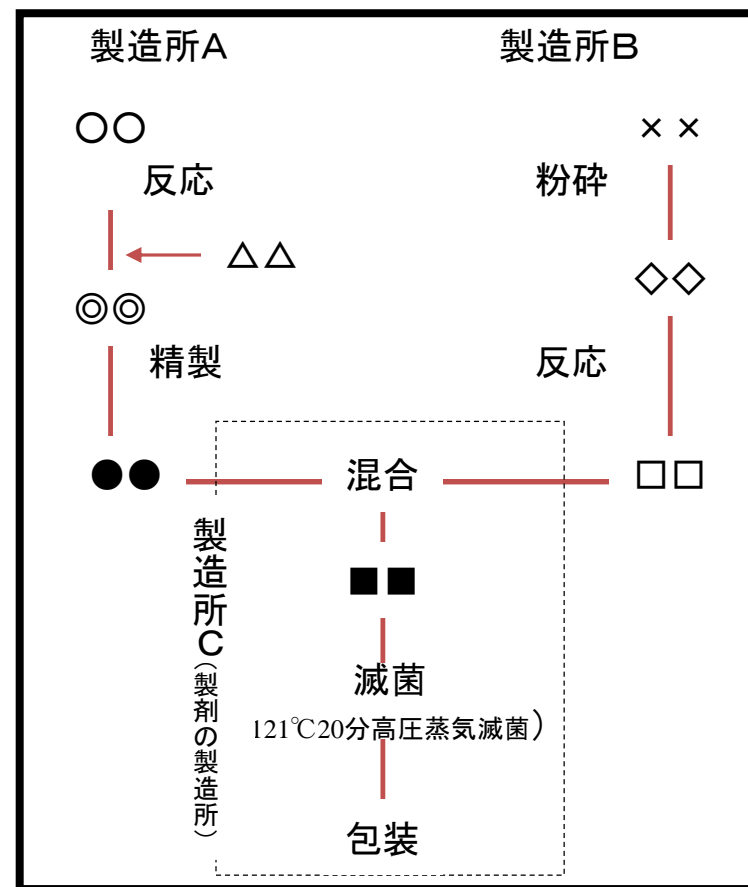 製造所A
製造所B
○○
××
反応
粉砕
△△
◎◎
◇◇
精製
反応
●●
混合
□□
製造所C(製剤の製造所)
■■
滅菌
121℃20分高圧蒸気滅菌)
包装